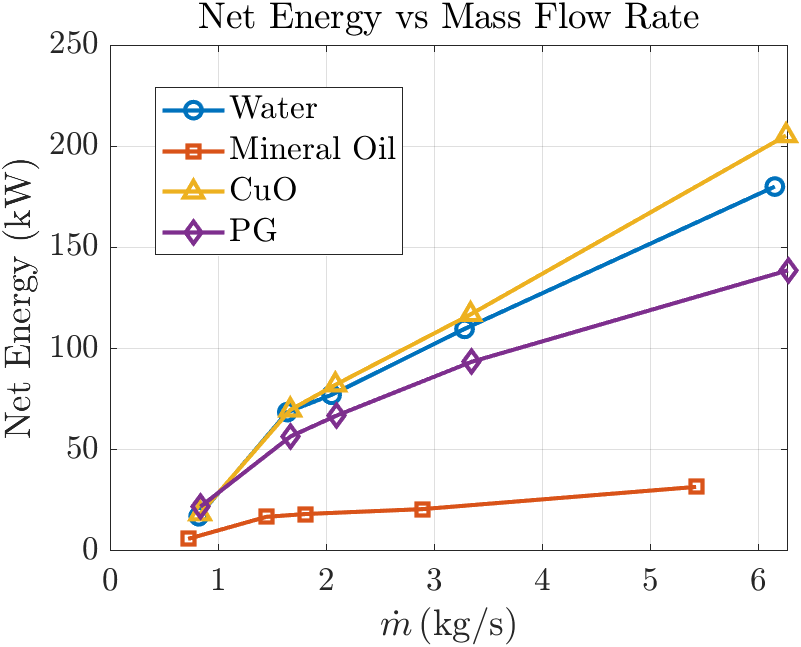 Net Energy vs Mass Flow Rate
250
200
150
100
50
0
Net Energy (kW)
Water
Mineral Oil
CuO
PG
0 1 2 3 4 5 6
ṁ (kg/s)